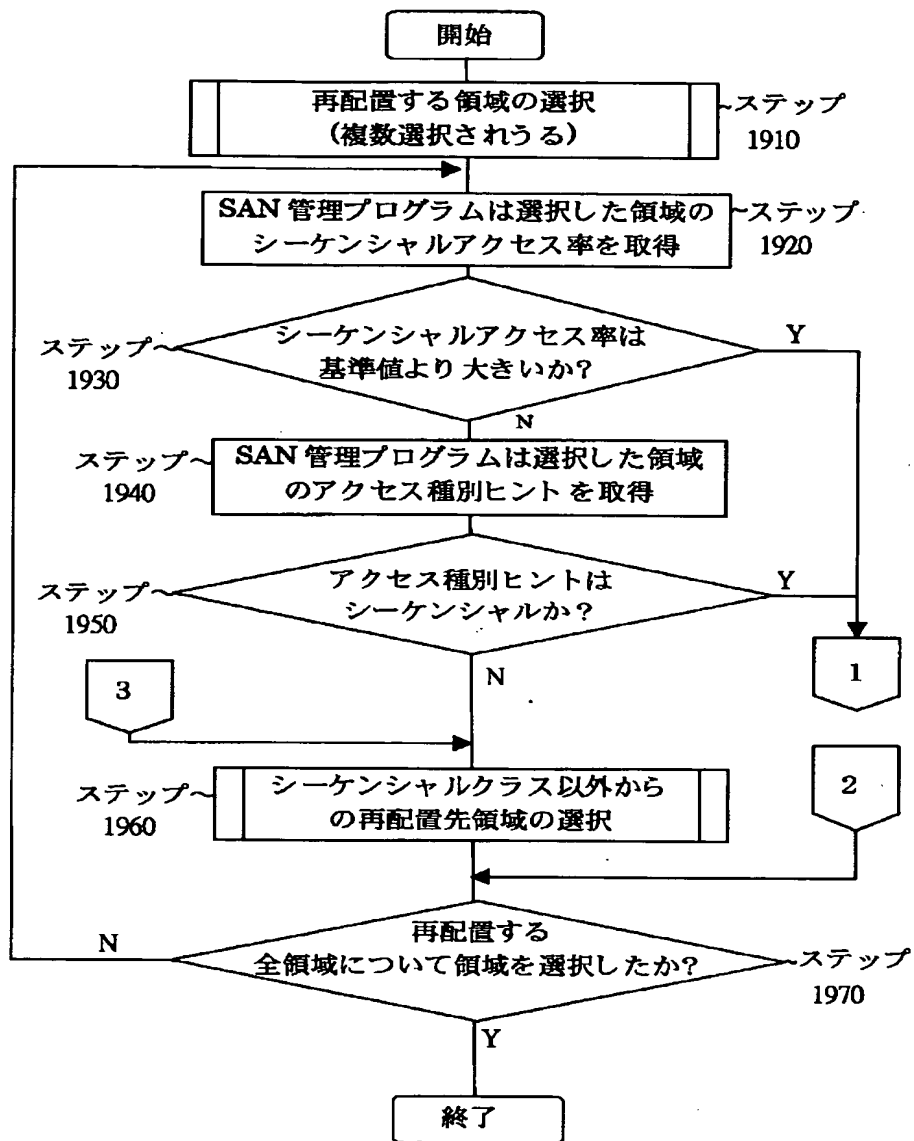 開始
再配置する領域の選択
(複数選択されうる)
~ステップ
1910
SAN 管理プログラムは選択した領域の
シーケンシャルアクセス率を取得
~ステップ
1920
シーケンシャルアクセス率は
基準値より大きいか?
ステップ~
1930
Y
N
SAN 管理プログラムは選択した領域
のアクセス種別ヒントを取得
ステップ~
1940
アクセス種別ヒントは
シーケンシャルか?
ステップ~
1950
Y
N
1
3
シーケンシャルクラス以外から
の再配置先領域の選択
ステップ~
1960
2
再配置する
全領域について領域を選択したか?
~ステップ
1970
N
Y
終了